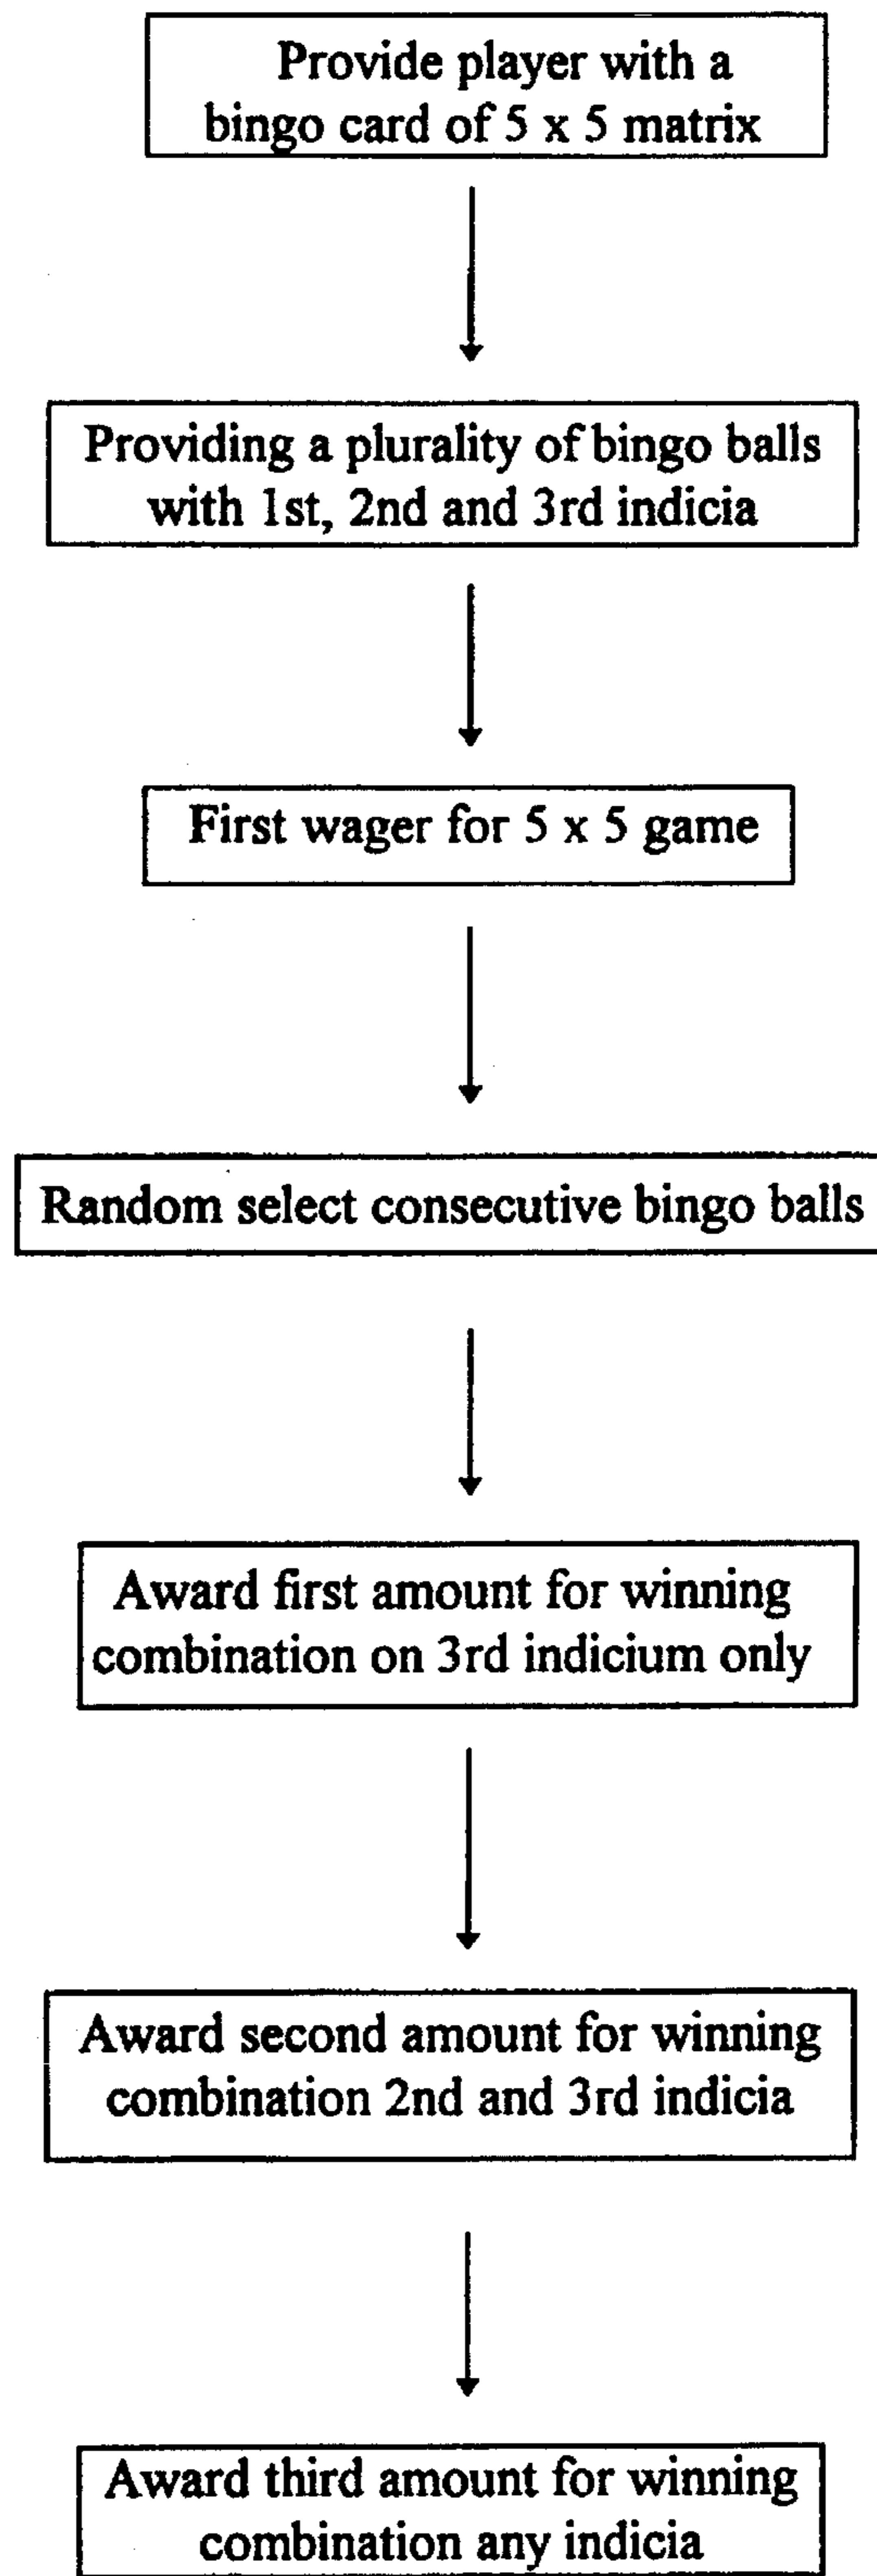 Provide player with a
bingo card of 5 x 5 matrix
Providing a plurality of bingo balls
with 1st, 2nd and 3rd indicia
First wager for 5 x 5 game
Random select consecutive bingo balls
Award first amount for winning
combination on 3rd indicium only
Award second amount for winning
combination 2nd and 3rd indicia
Award third amount for winning
combination any indicia